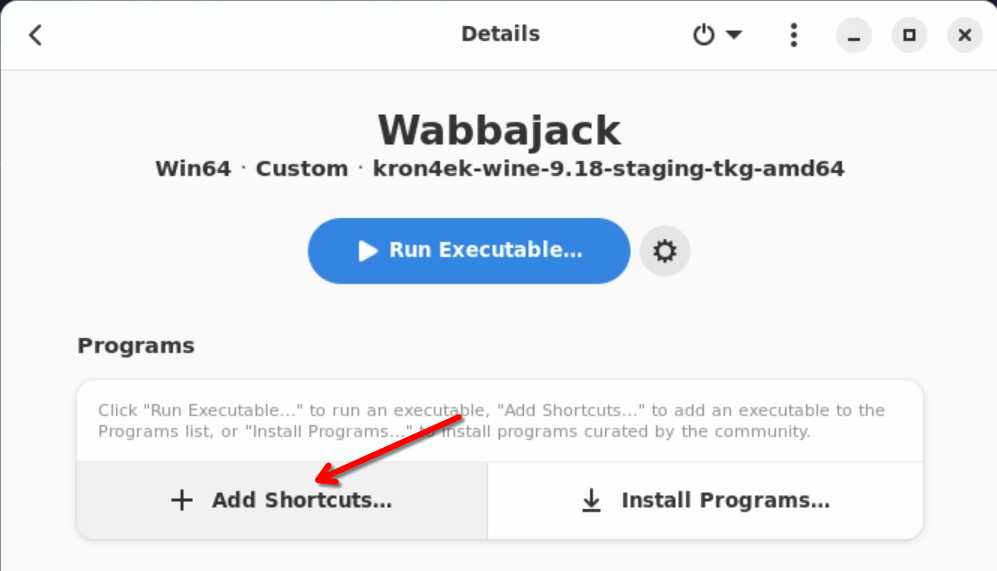 Details
Wabbajack
Win64 · Custom · kron4ek-wine-9.18-staging-tkg-amd64
Run Executable...
Programs
Click "Run Executable..." to run an executable, "Add Shortcuts..." to add an executable to the
Programs list, or "Install Programs..." to install programs curated by the community.
Add Shortcuts...
Install Programs...